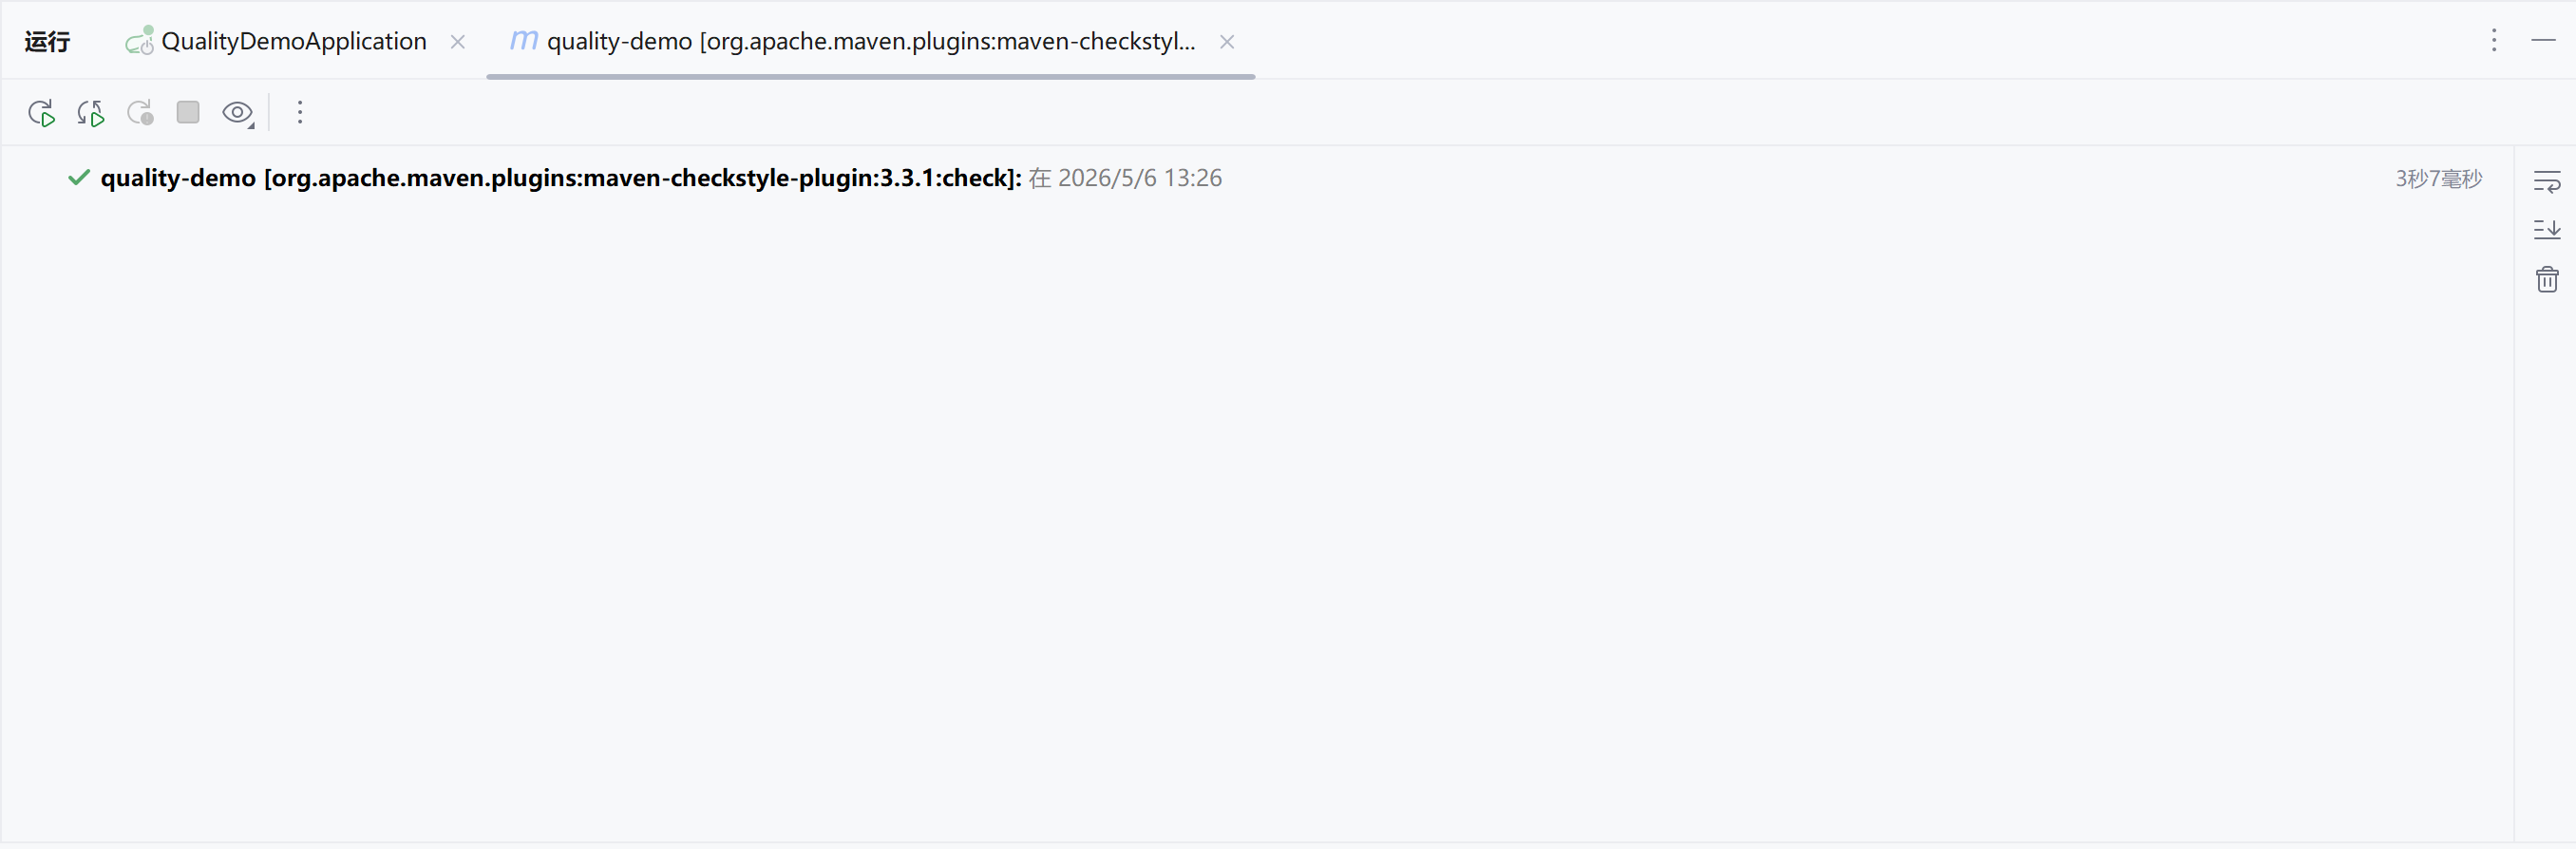 运行 QualityDemoApplication m quality-demo [org.apache.maven.plugins:maven-checkstyl...
quality-demo [org.apache.maven.plugins:maven-checkstyle-plugin:3.3.1:check]: 在 2026/5/6 13:26 3秒7毫秒